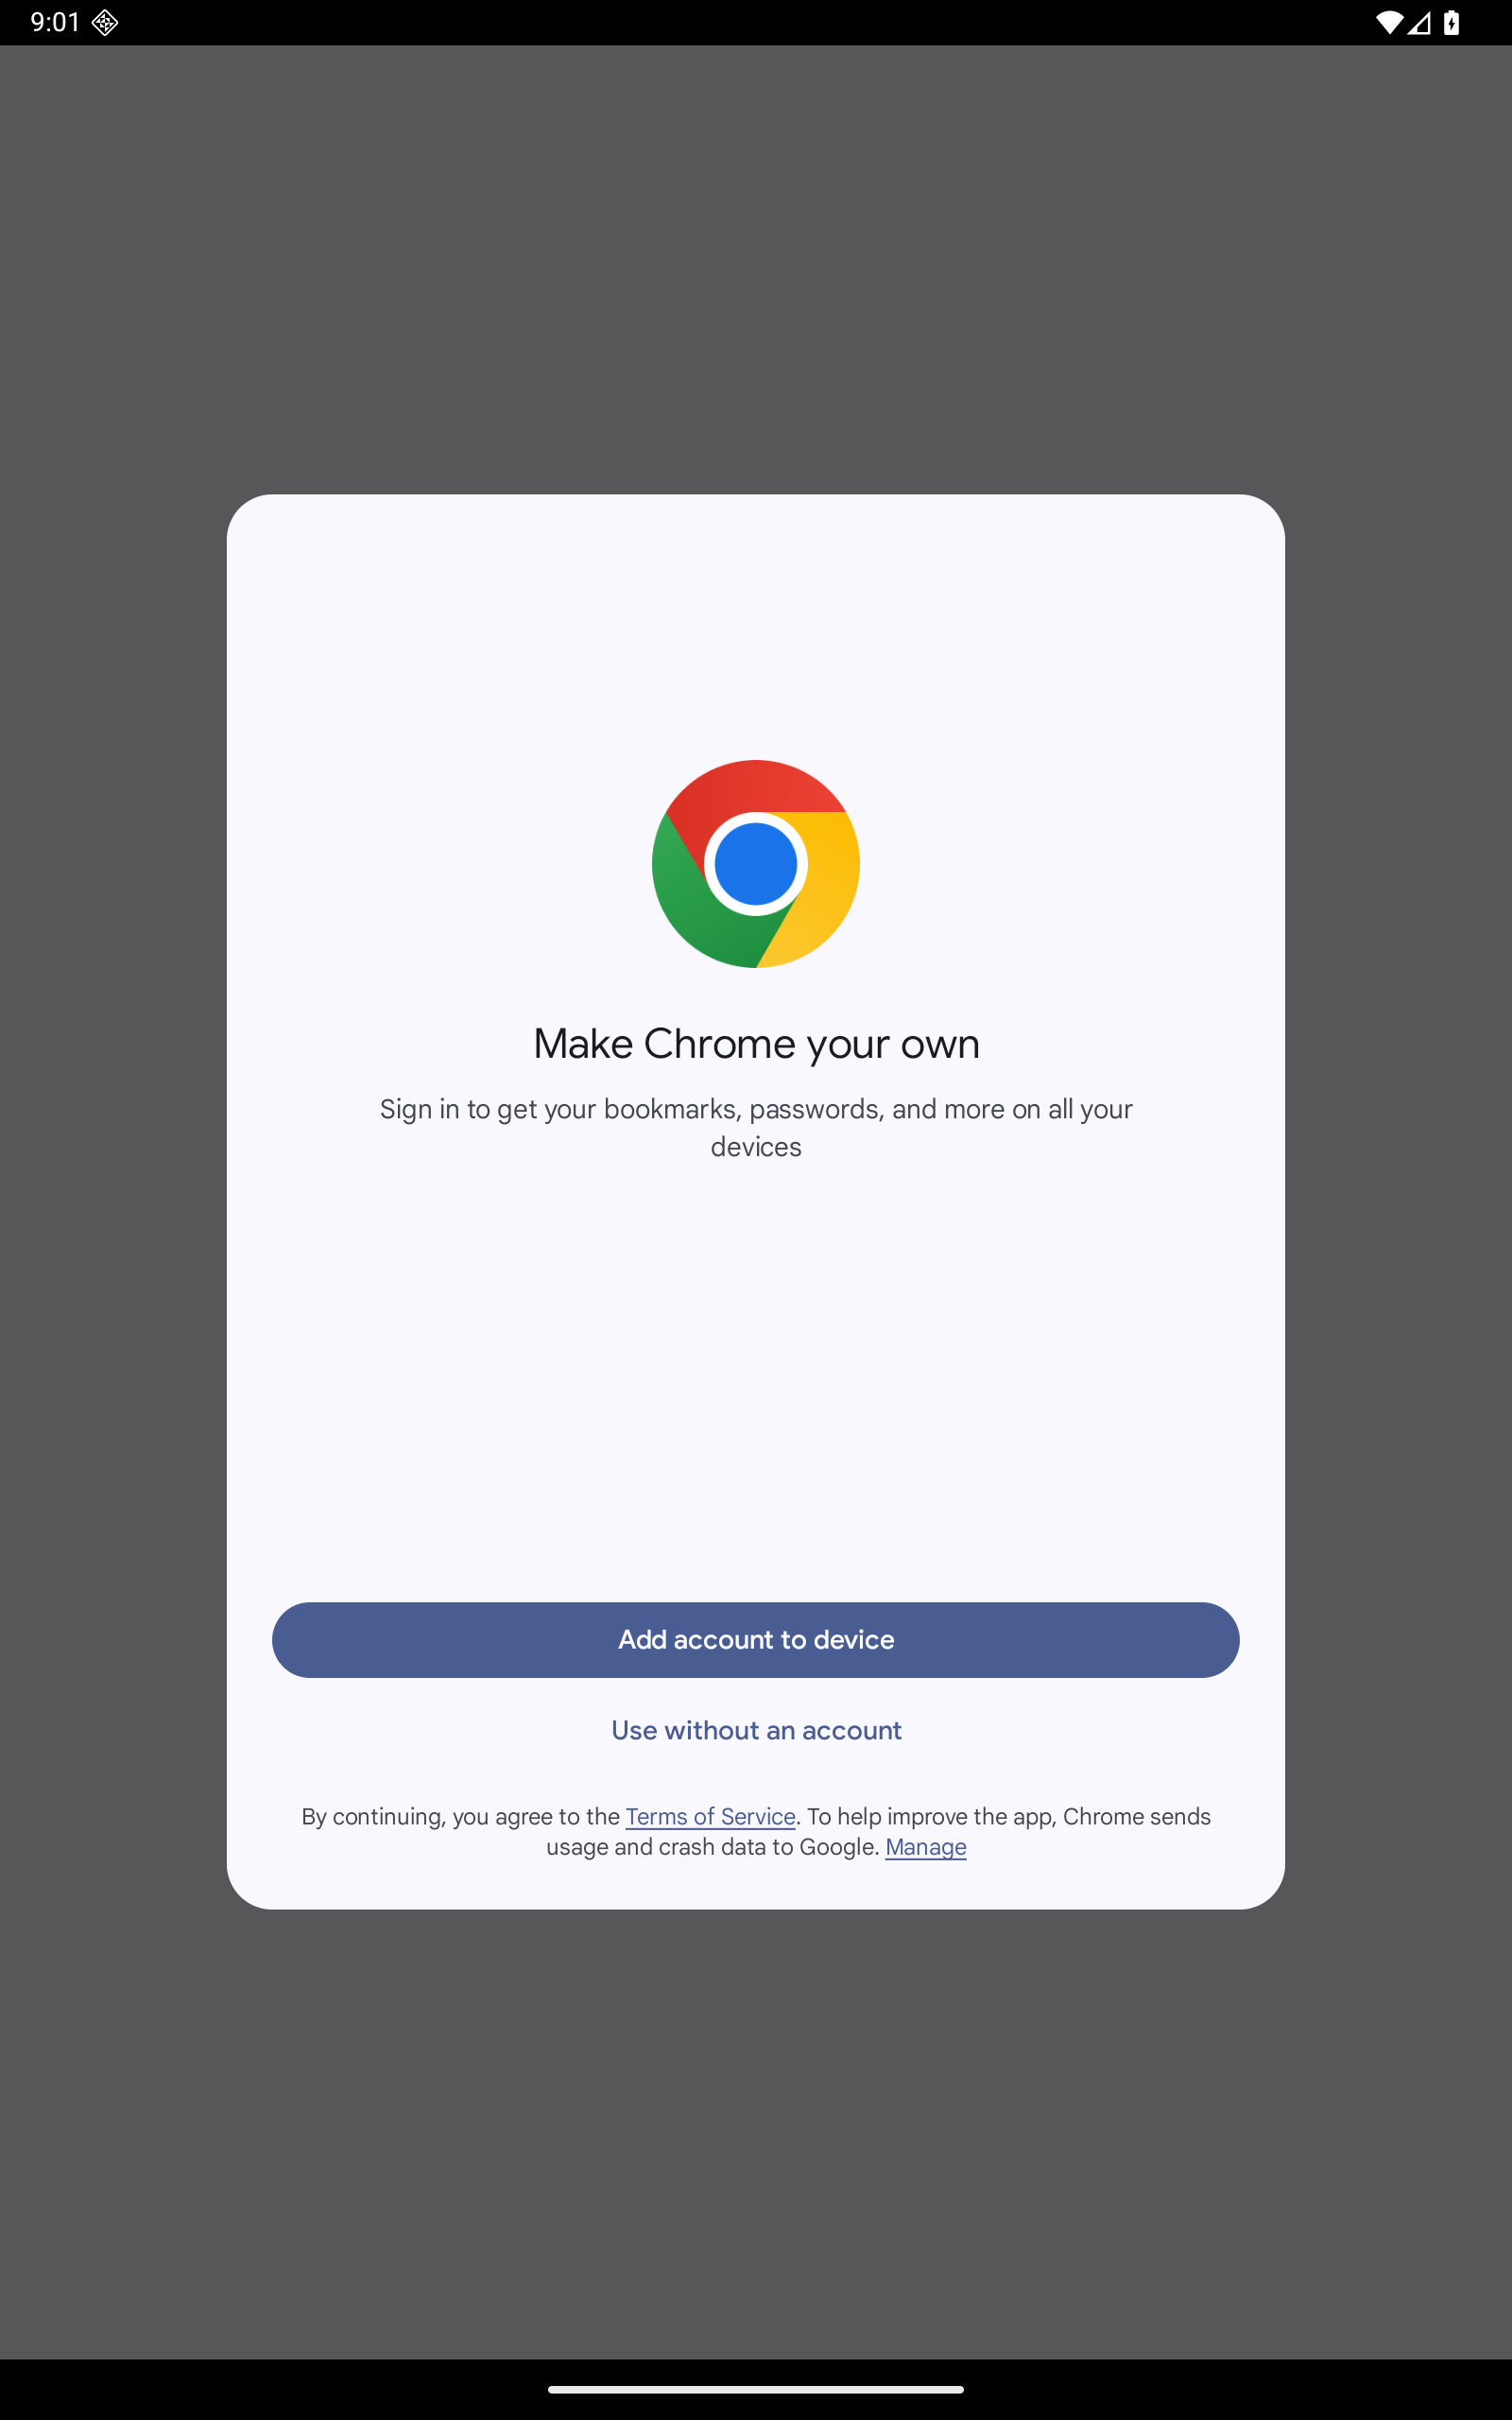 9:01
Make Chrome your own
Sign in to get your bookmarks, passwords, and more on all your
devices
Add account to device
Use without an account
By continuing, you agree to the Terms of Service. To help improve the app, Chrome sends
usage and crash data to Google. Manage